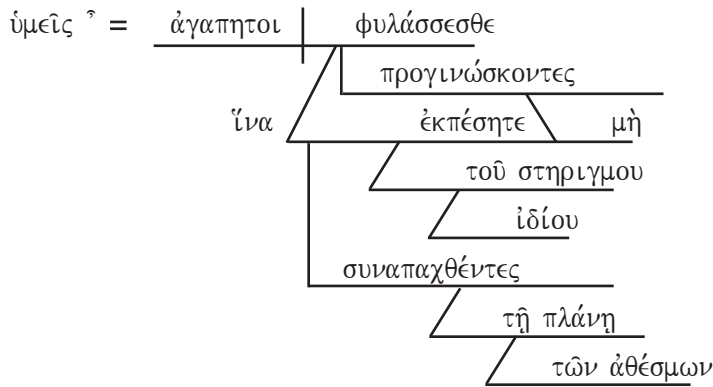 ὑμεῖς ᾿̃ = ἀγαπητοι φυλάσσεσθε
προγινώσκοντες
ἵνα ἐκπέσητε μὴ
τοῦ στηριγμου
ἰδίου
συναπαχθέντες
τῇ πλάνῃ
τῶν ἀθέσμων